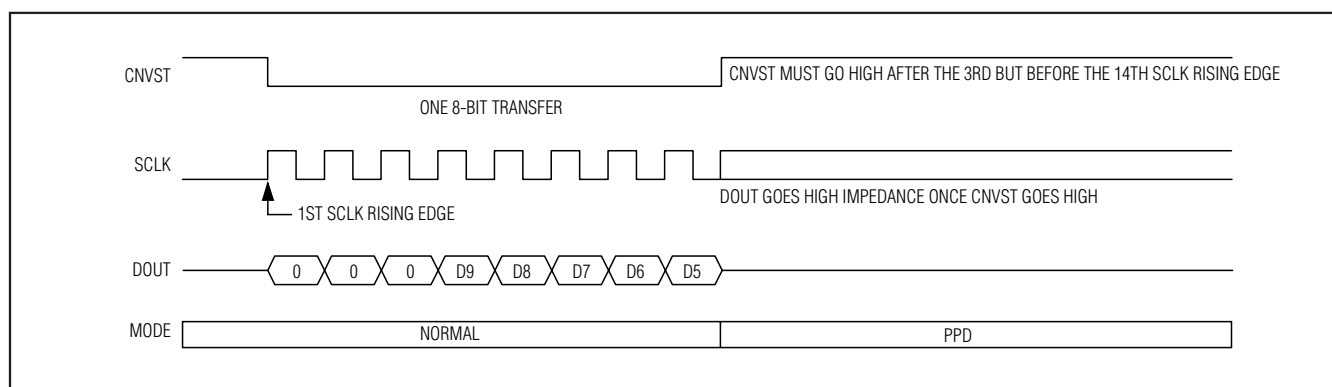 CNVST
CNVST MUST GO HIGH AFTER THE 3RD BUT BEFORE THE 14TH SCLK RISING EDGE
ONE 8-BIT TRANSFER
SCLK
DOUT GOES HIGH IMPEDANCE ONCE CNVST GOES HIGH
1ST SCLK RISING EDGE
DOUT
0 0 0 D9 D8 D7 D6 D5
MODE
NORMAL
PPD